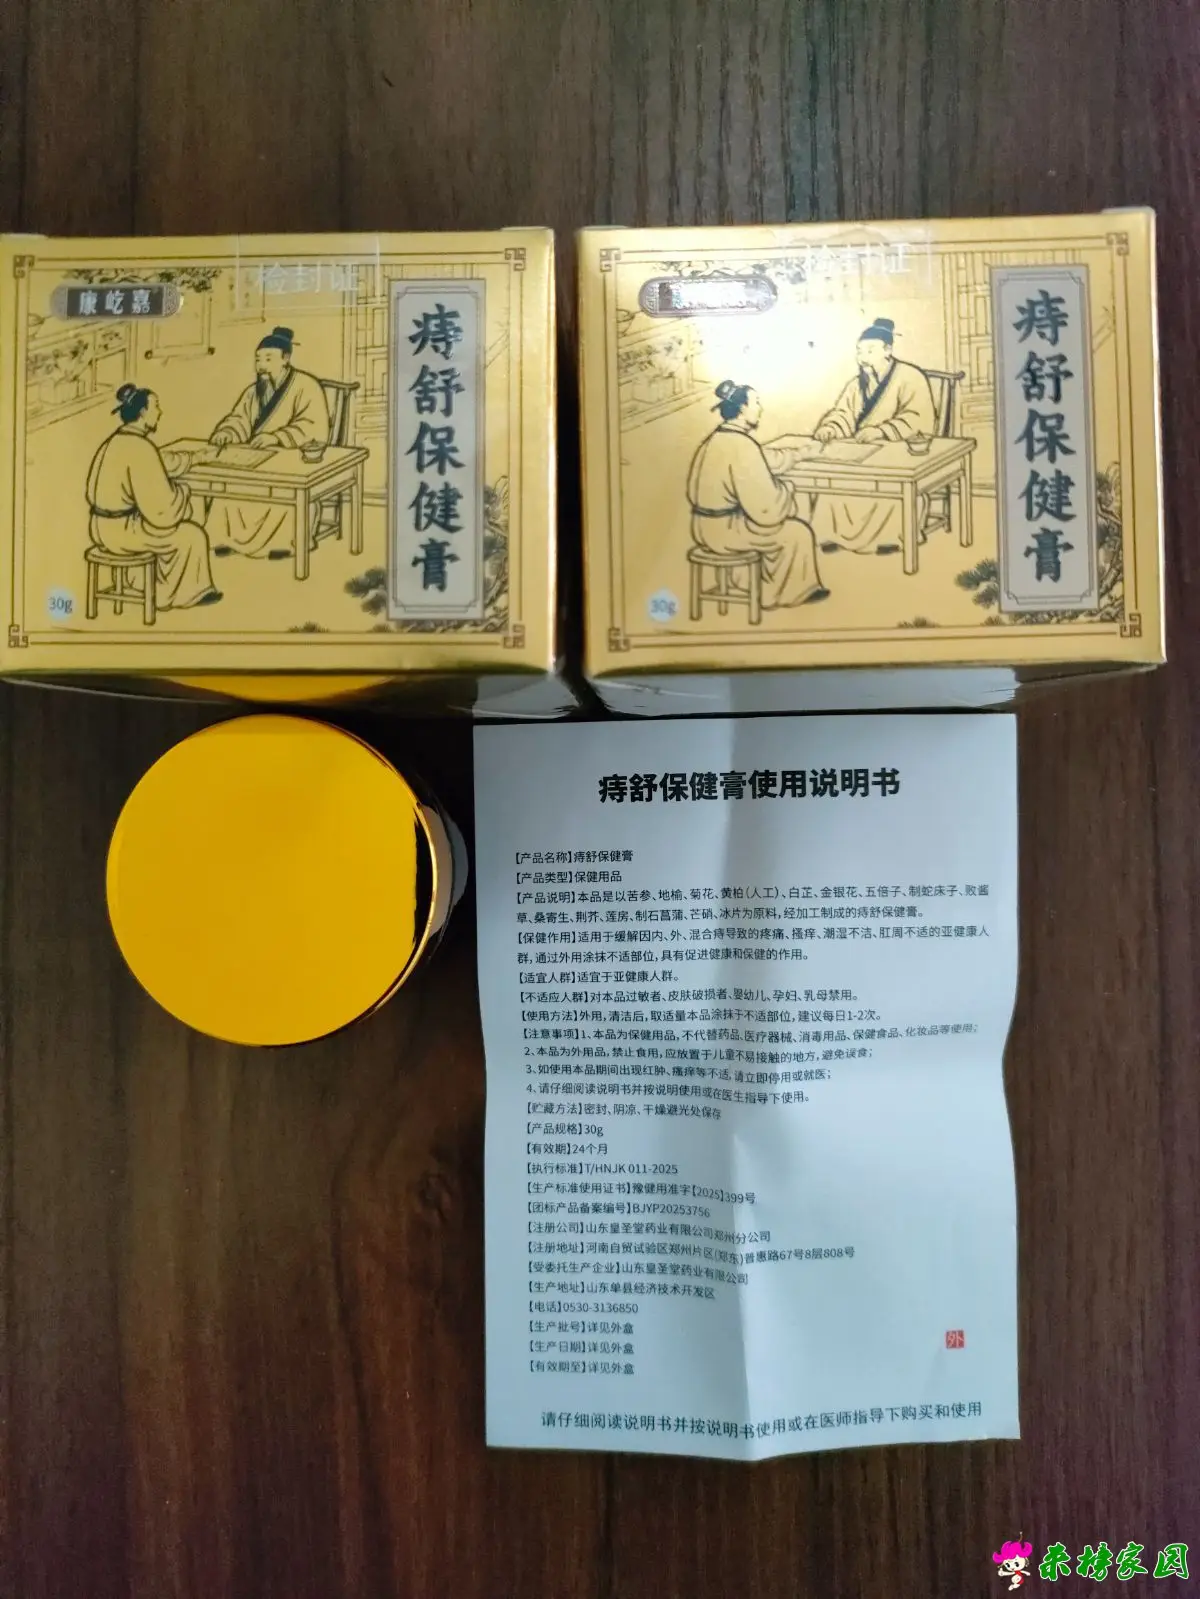 检封证
康屹嘉
痔舒保健膏
30g
检封证
痔舒保健膏
30g
痔舒保健膏使用说明书
【产品名称】痔舒保健膏
【产品类型】保健用品
【产品说明】本品是以苦参、地榆、菊花、黄柏(人工)、白芷、金银花、五倍子、制蛇床子、败酱
草、桑寄生、荆芥、莲房、制石菖蒲、芒硝、冰片为原料,经加工制成的痔舒保健膏。
【保健作用】适用于缓解因内、外、混合痔导致的疼痛、搔痒、潮湿不洁、肛周不适的亚健康人
群,通过外用涂抹不适部位,具有促进健康和保健的作用。
【适宜人群】适宜于亚健康人群。
【不适应人群】对本品过敏者、皮肤破损者、婴幼儿、孕妇、乳母禁用。
【使用方法】外用,清洁后,取适量本品涂抹于不适部位,建议每日1-2次。
【注意事项】1、本品为保健用品,不代替药品、医疗器械、消毒用品、保健食品、化妆品等使用;
2、本品为外用品,禁止食用,应放置于儿童不易接触的地方,避免误食;
3、如使用本品期间出现红肿、瘙痒等不适,请立即停用或就医;
4、请仔细阅读说明书并按说明使用或在医生指导下使用。
【贮藏方法】密封、阴凉、干燥避光处保存
【产品规格】30g
【有效期】24个月
【执行标准】T/HNJK 011-2025
【生产标准使用证书】豫健用准字【2025】399号
【团标产品备案编号】BJYP20253756
【注册公司】山东皇圣堂药业有限公司郑州分公司
【注册地址】河南自贸试验区郑州片区(郑东)普惠路67号8层808号
【受委托生产企业】山东皇圣堂药业有限公司
【生产地址】山东单县经济技术开发区
【电话】0530-3136850
【生产批号】详见外盒
【生产日期】详见外盒
【有效期至】详见外盒
外
请仔细阅读说明书并按说明书使用或在医师指导下购买和使用
来榜家园